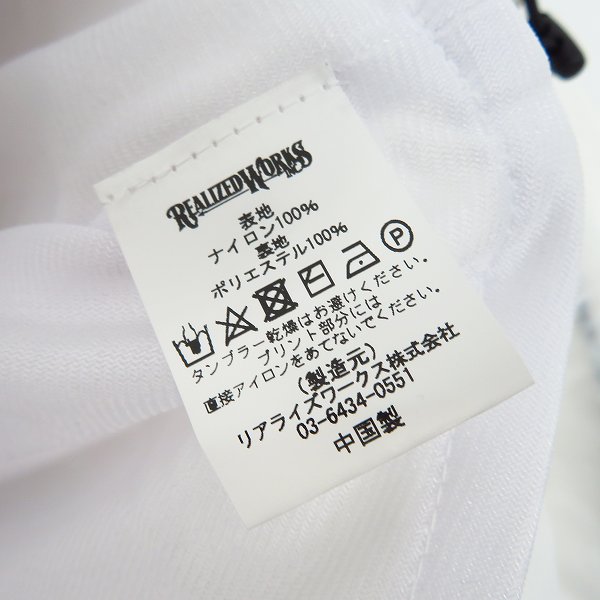 REALIZEDWORKS
表地
ナイロン100%
裏地
ポリエステル100%
P
タンブラー乾燥はお避けください。
プリント部分には
直接アイロンをあてないでください。
(製造元)
リアライズワークス株式会社
03-6434-0551
中国製